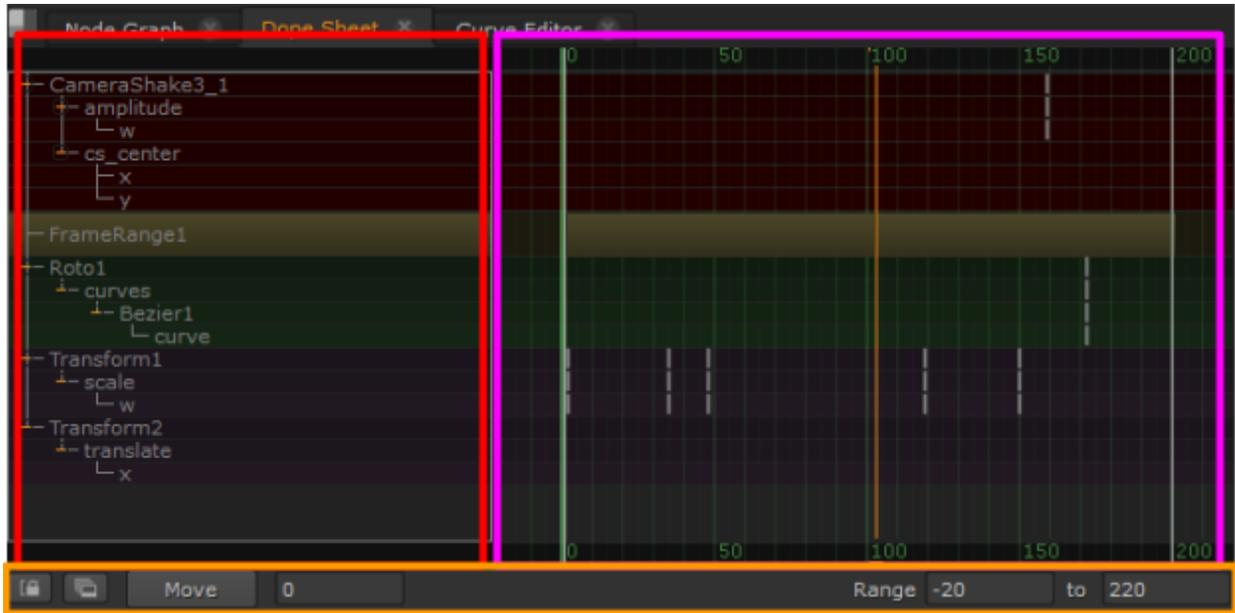 Node Graph Dope Sheet Curve Editor
0 50 100 150 200
CameraShake3_1
amplitude
w
cs_center
x
y
FrameRange1
Roto1
curves
Bezier1
curve
Transform1
scale
w
Transform2
translate
x
0 50 100 150 200
Move 0 Range -20 to 220